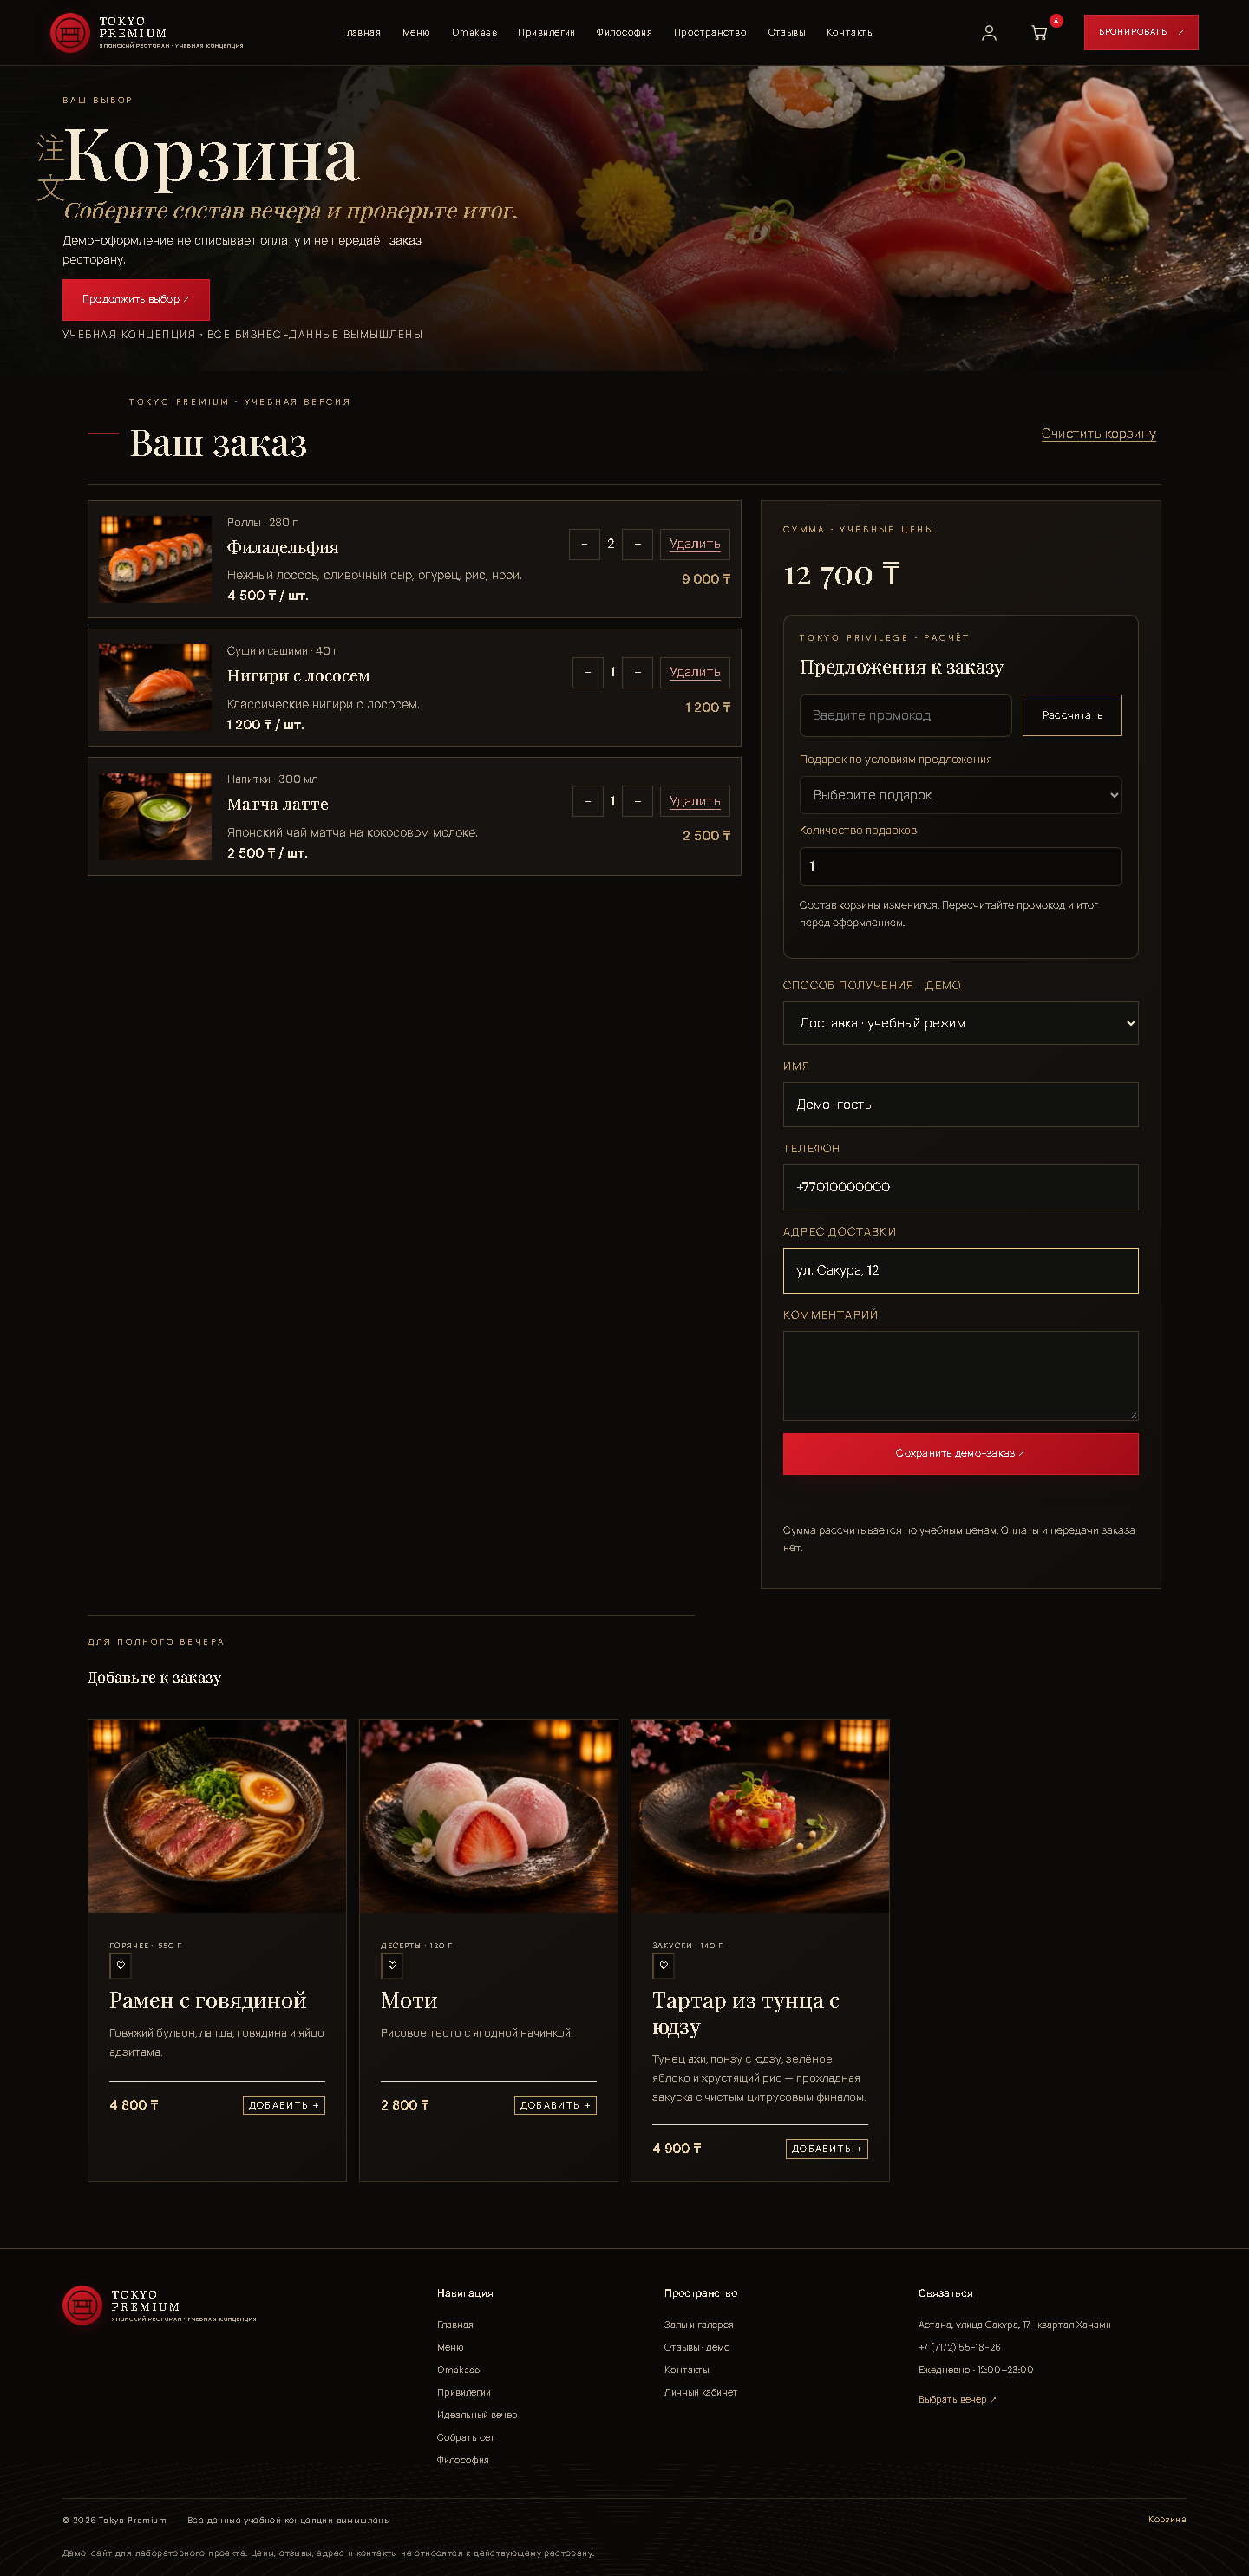 TOKYO
PREMIUM
ЯПОНСКИЙ РЕСТОРАН · УЧЕБНАЯ КОНЦЕПЦИЯ
Главная
Меню
Omakase
Привилегии
Философия
Пространство
Отзывы
Контакты
4
БРОНИРОВАТЬ ↗
ВАШ ВЫБОР
注文
Корзина
Соберите состав вечера и проверьте итог.
Демо-оформление не списывает оплату и не передаёт заказ
ресторану.
Продолжить выбор ↗
УЧЕБНАЯ КОНЦЕПЦИЯ · ВСЕ БИЗНЕС-ДАННЫЕ ВЫМЫШЛЕНЫ
TOKYO PREMIUM · УЧЕБНАЯ ВЕРСИЯ
Ваш заказ
Очистить корзину
Роллы · 280 г
Филадельфия
Нежный лосось, сливочный сыр, огурец, рис, нори.
4 500 ₸ / шт.
− 2 + Удалить
9 000 ₸
Суши и сашими · 40 г
Нигири с лососем
Классические нигири с лососем.
1 200 ₸ / шт.
− 1 + Удалить
1 200 ₸
Напитки · 300 мл
Матча латте
Японский чай матча на кокосовом молоке.
2 500 ₸ / шт.
− 1 + Удалить
2 500 ₸
СУММА · УЧЕБНЫЕ ЦЕНЫ
12 700 ₸
TOKYO PRIVILEGE · РАСЧЁТ
Предложения к заказу
Введите промокод
Рассчитать
Подарок по условиям предложения
Выберите подарок
Количество подарков
1
Состав корзины изменился. Пересчитайте промокод и итог
перед оформлением.
СПОСОБ ПОЛУЧЕНИЯ · ДЕМО
Доставка · учебный режим
ИМЯ
Демо-гость
ТЕЛЕФОН
+77010000000
АДРЕС ДОСТАВКИ
ул. Сакура, 12
КОММЕНТАРИЙ
Сохранить демо-заказ ↗
Сумма рассчитывается по учебным ценам. Оплаты и передачи заказа
нет.
ДЛЯ ПОЛНОГО ВЕЧЕРА
Добавьте к заказу
ГОРЯЧЕЕ · 550 Г
♡
Рамен с говядиной
Говяжий бульон, лапша, говядина и яйцо
адзитама.
4 800 ₸
ДОБАВИТЬ +
ДЕСЕРТЫ · 120 Г
♡
Моти
Рисовое тесто с ягодной начинкой.
2 800 ₸
ДОБАВИТЬ +
ЗАКУСКИ · 140 Г
♡
Тартар из тунца с
юдзу
Тунец ахи, понзу с юдзу, зелёное
яблоко и хрустящий рис — прохладная
закуска с чистым цитрусовым финалом.
4 900 ₸
ДОБАВИТЬ +
TOKYO
PREMIUM
ЯПОНСКИЙ РЕСТОРАН · УЧЕБНАЯ КОНЦЕПЦИЯ
Навигация
Главная
Меню
Omakase
Привилегии
Идеальный вечер
Собрать сет
Философия
Пространство
Залы и галерея
Отзывы · демо
Контакты
Личный кабинет
Связаться
Астана, улица Сакура, 17 · квартал Ханами
+7 (7172) 55-18-26
Ежедневно · 12:00–23:00
Выбрать вечер ↗
© 2026 Tokyo Premium
Все данные учебной концепции вымышлены
Корзина
Демо-сайт для лабораторного проекта. Цены, отзывы, адрес и контакты не относятся к действующему ресторану.